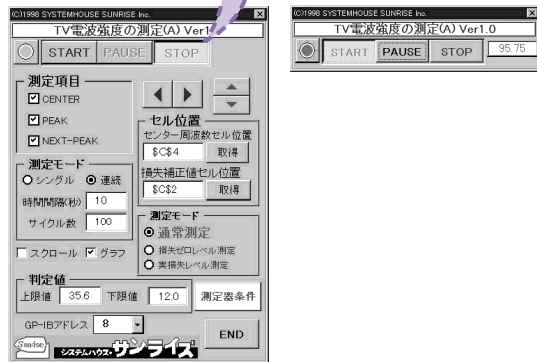 (C)1998 SYSTEMHOUSE SUNRISE Inc.
TV電波強度の測定(A) Ver1
START PAUSE STOP
測定項目
CENTER
PEAK
NEXT-PEAK
セル位置
センター周波数セル位置
$C$4 取得
損失補正値セル位置
$C$2 取得
測定モード
シングル 連続
時間間隔(秒) 10
サイクル数 100
測定モード
通常測定
損失ゼロレベル測定
実損失レベル測定
スクロール グラフ
判定値
上限値 35.6 下限値 12.0
測定器条件
GP-IBアドレス 8
END
Sunrise
システムハウス・サンライズ
(C)1998 SYSTEMHOUSE SUNRISE Inc.
TV電波強度の測定(A) Ver1.0
START PAUSE STOP 95.75